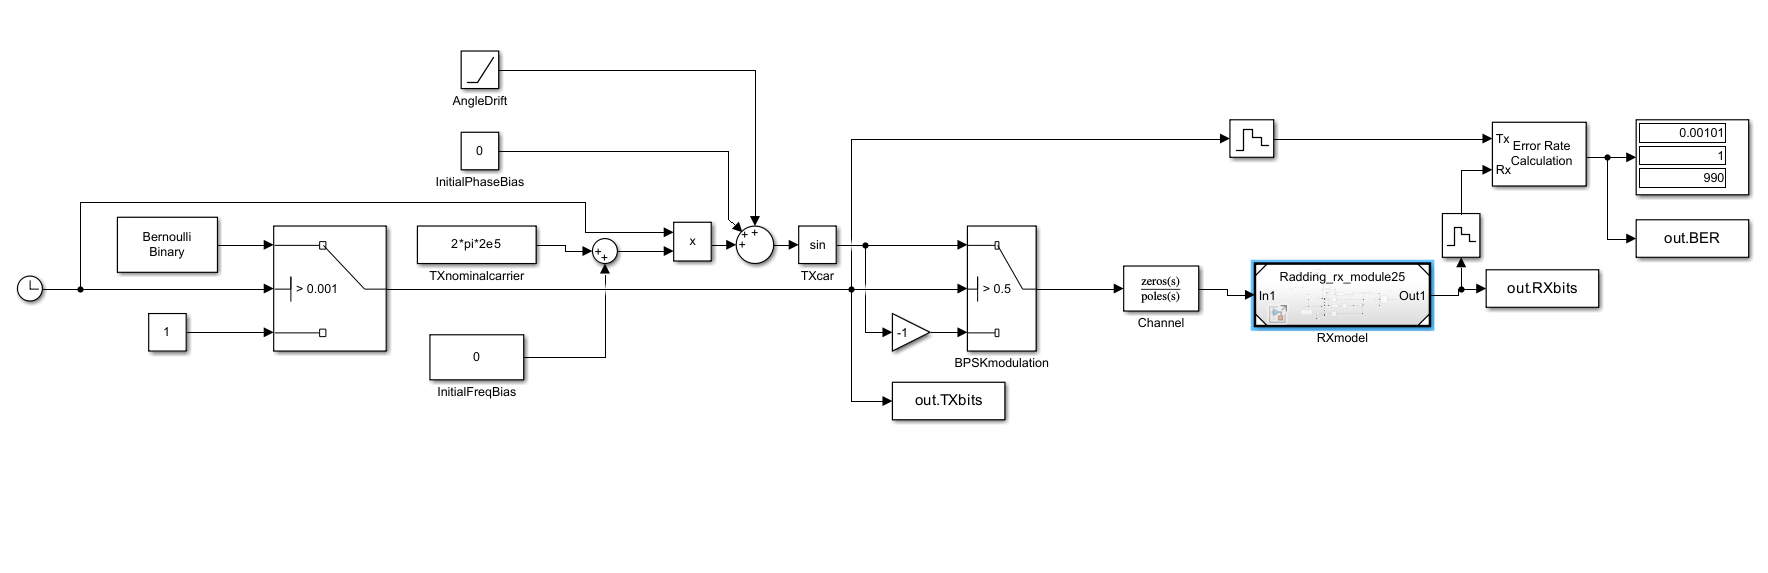 AngleDrift
0
InitialPhaseBias
Bernoulli
Binary
> 0.001
1
2*pi*2e5
TXnominalcarrier
+
+
x
0
InitialFreqBias
+
+
+
sin
TXcar
-1
> 0.5
BPSKmodulation
out.TXbits
zeros(s)
poles(s)
Channel
Radding_rx_module25
In1
Out1
RXmodel
Tx
Rx
Error Rate
Calculation
0.00101
1
990
out.BER
out.RXbits